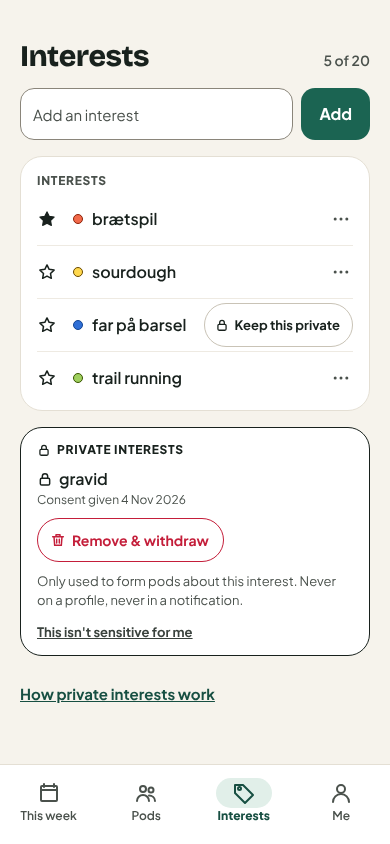 Interests
5 of 20
Add an interest
Add
INTERESTS
brætspil
sourdough
far på barsel
Keep this private
trail running
PRIVATE INTERESTS
gravid
Consent given 4 Nov 2026
Remove & withdraw
Only used to form pods about this interest. Never
on a profile, never in a notification.
This isn't sensitive for me
How private interests work
This week
Pods
Interests
Me